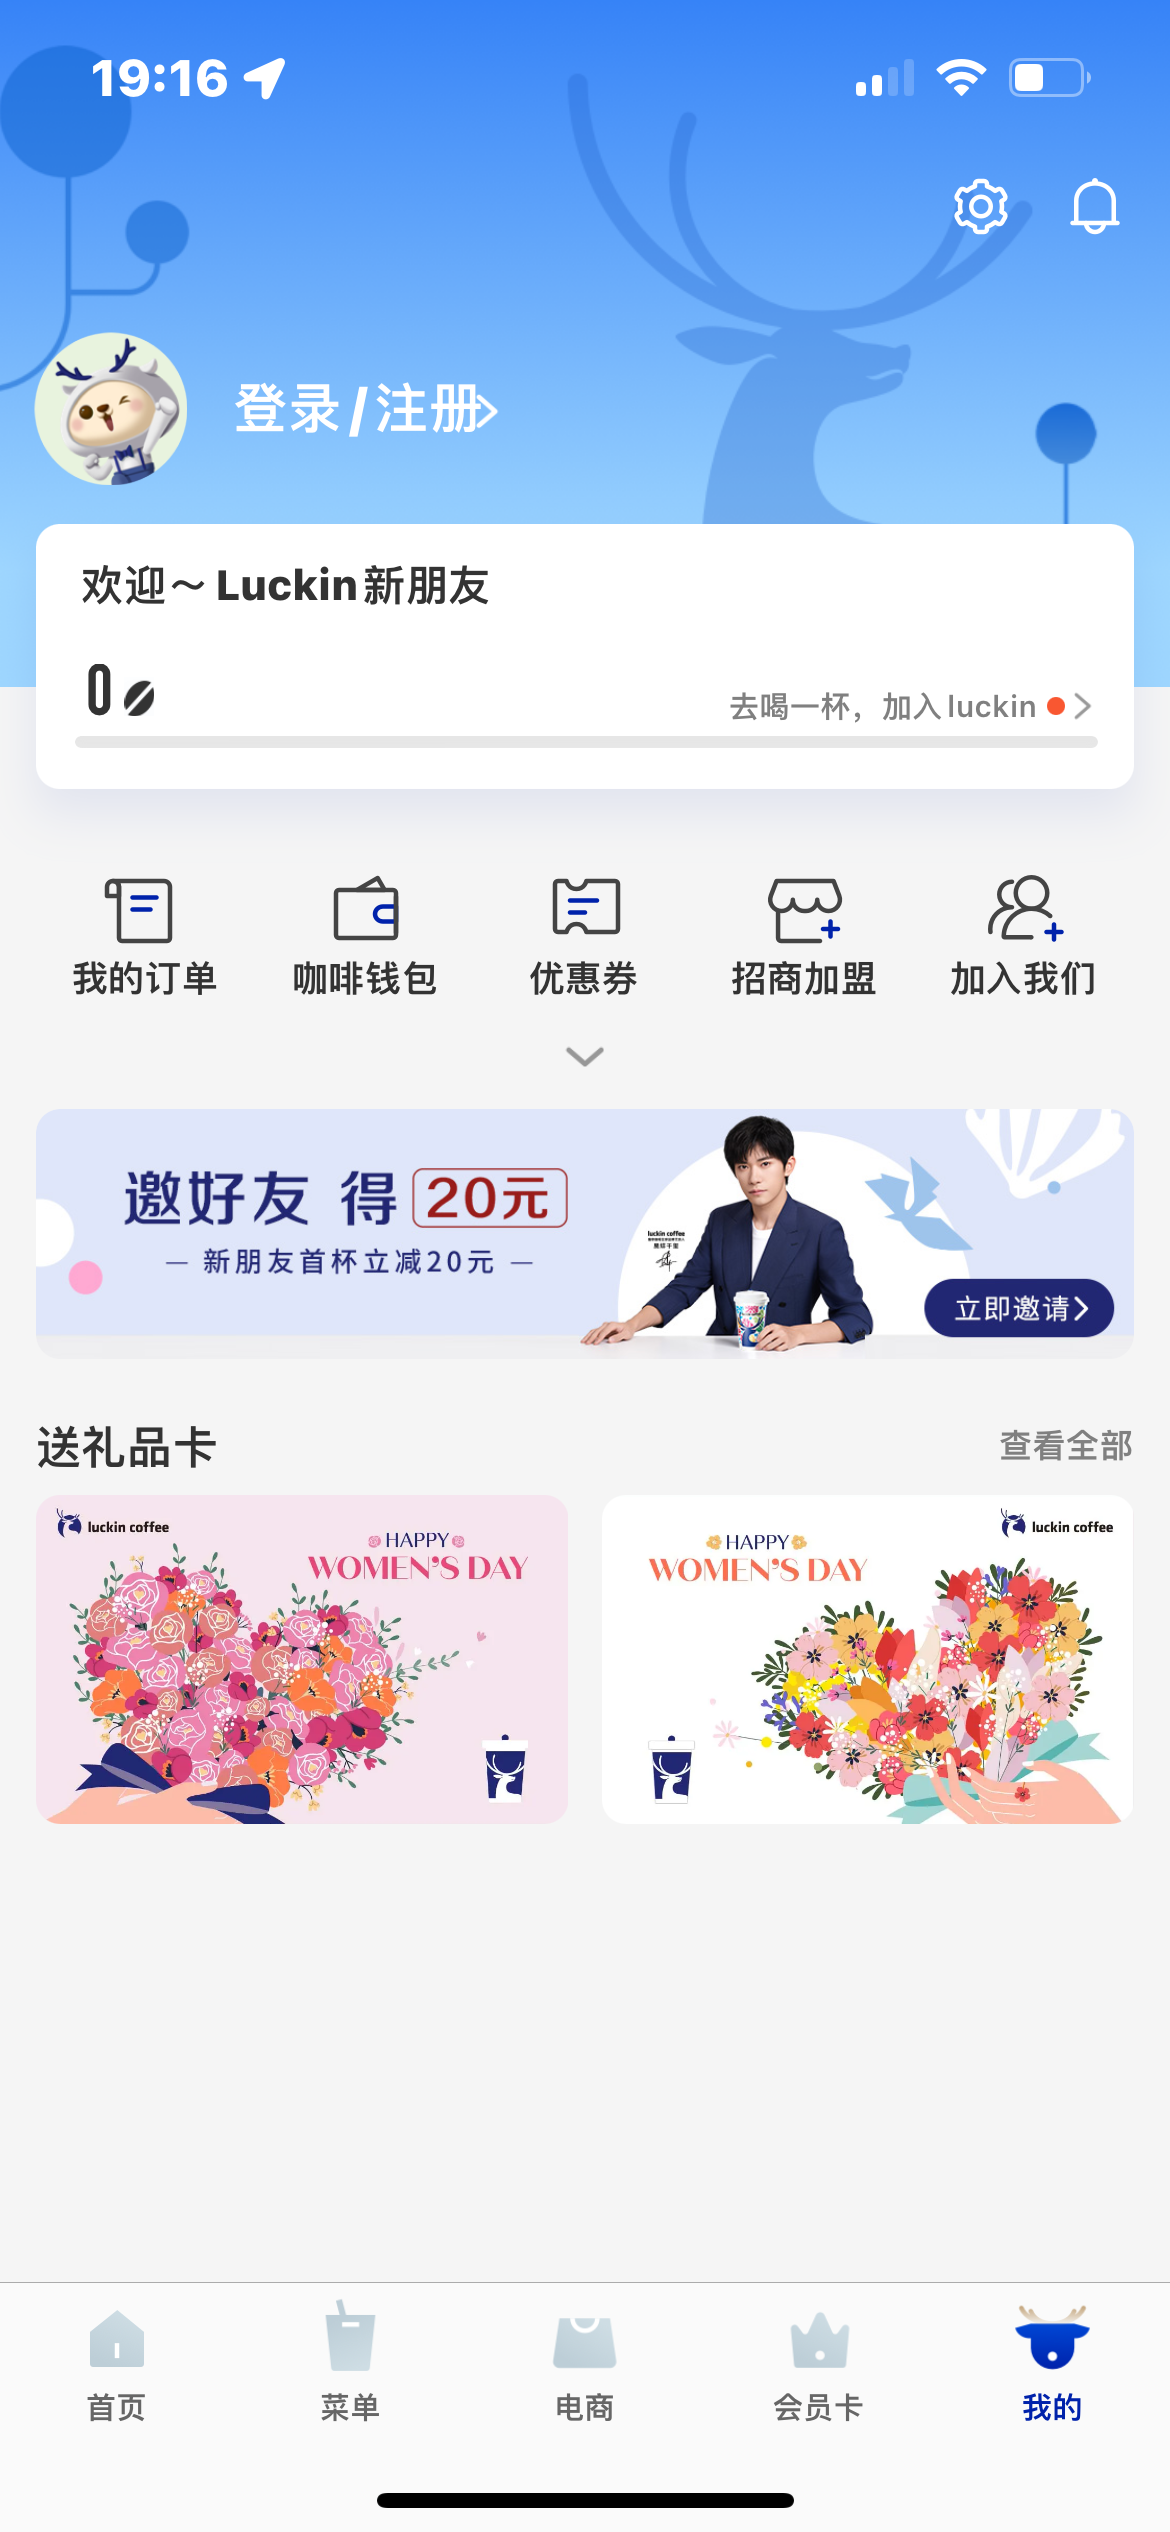 19:16
登录/注册
欢迎～Luckin新朋友
0
去喝一杯，加入luckin
我的订单
咖啡钱包
优惠券
招商加盟
加入我们
邀好友 得 20元
— 新朋友首杯立减20元 —
luckin coffee
立即邀请
送礼品卡
查看全部
luckin coffee
HAPPY
WOMEN'S DAY
HAPPY
WOMEN'S DAY
luckin coffee
首页
菜单
电商
会员卡
我的